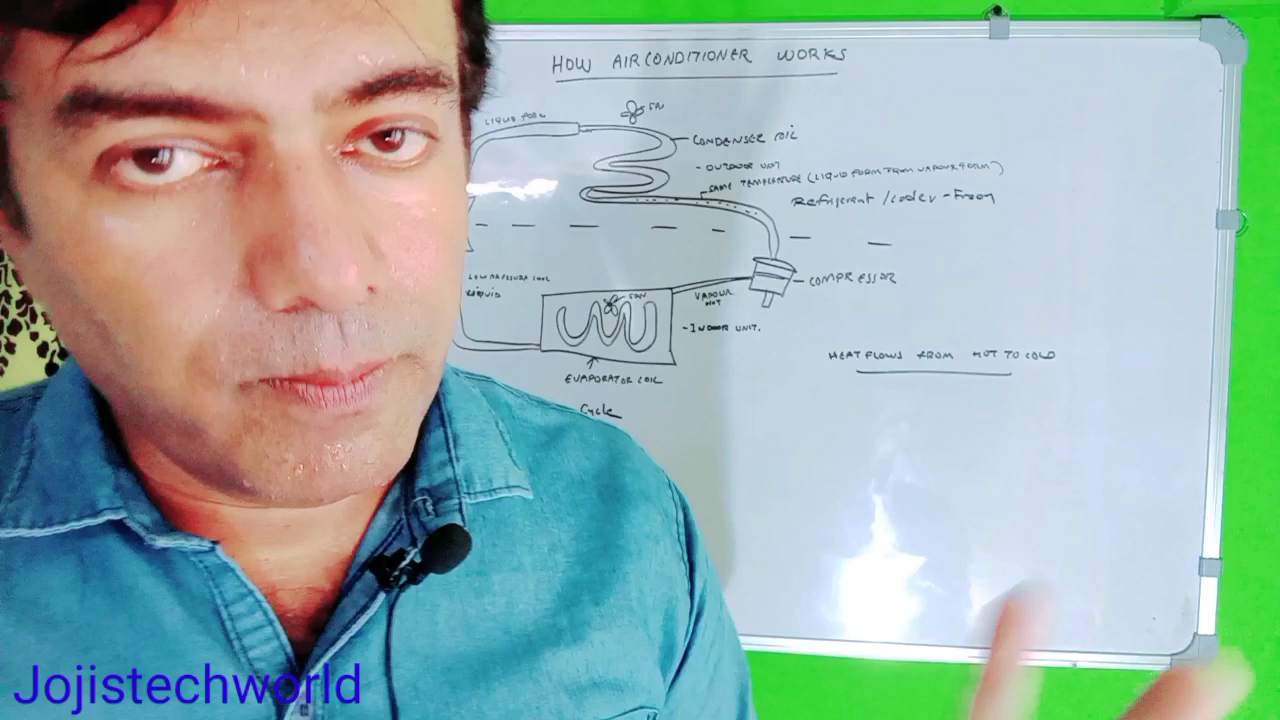 HOW AIRCONDITIONER WORKS
LIQUID FORM
FAN
CONDENSER COIL
- OUTDOOR UNIT
SAME TEMPERATURE (LIQUID FORM FROM VAPOUR FORM)
Refrigerant / cooler - Freon
COMPRESSOR
LOW PRESSURE COOL
LIQUID
FAN
VAPOUR
HOT
- INDOOR UNIT.
EVAPORATOR COIL
HEAT FLOWS FROM HOT TO COLD
Cycle
Jojistechworld